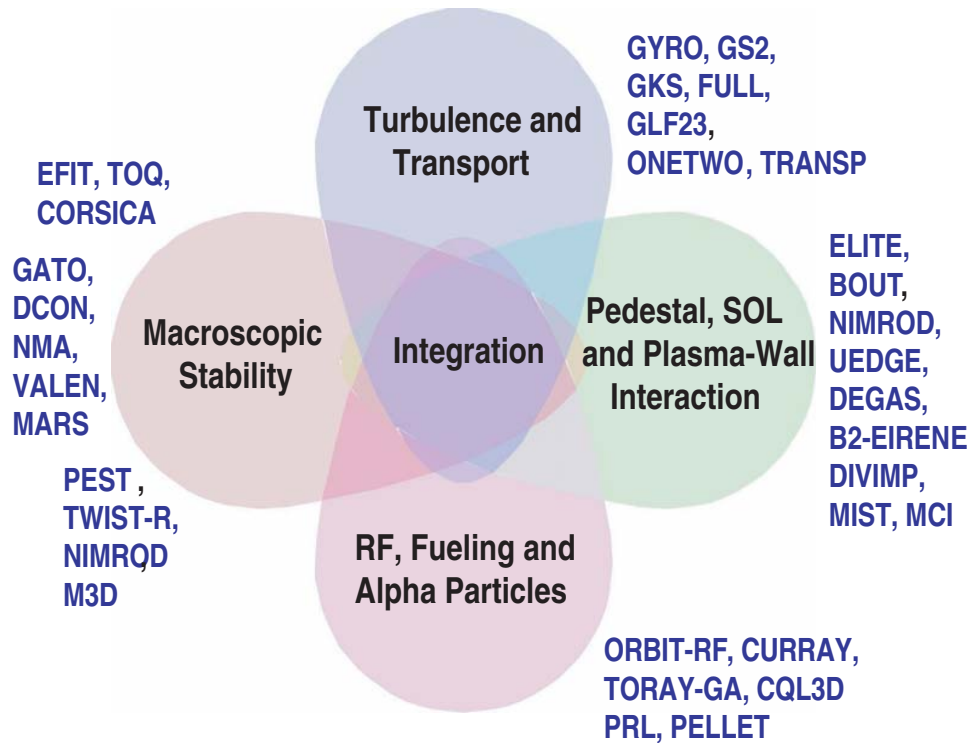 GYRO, GS2,
GKS, FULL,
GLF23,
ONETWO, TRANSP
Turbulence and
Transport
EFIT, TOQ,
CORSICA
GATO,
DCON,
NMA,
VALEN,
MARS
PEST ,
TWIST-R,
NIMROD,
M3D
Macroscopic
Stability
Integration
Pedestal, SOL
and Plasma-Wall
Interaction
ELITE,
BOUT,
NIMROD,
UEDGE,
DEGAS,
B2-EIRENE
DIVIMP,
MIST, MCI
RF, Fueling and
Alpha Particles
ORBIT-RF, CURRAY,
TORAY-GA, CQL3D
PRL, PELLET